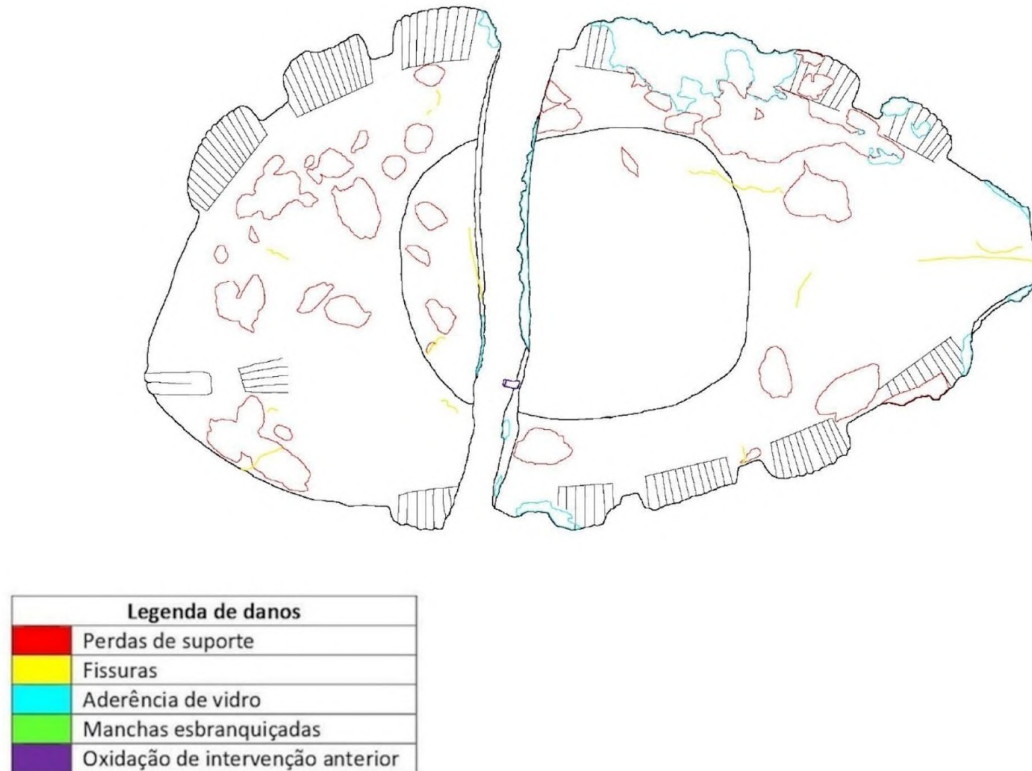 Legenda de danos
Perdas de suporte
Fissuras
Aderência de vidro
Manchas esbranquiçadas
Oxidação de intervenção anterior